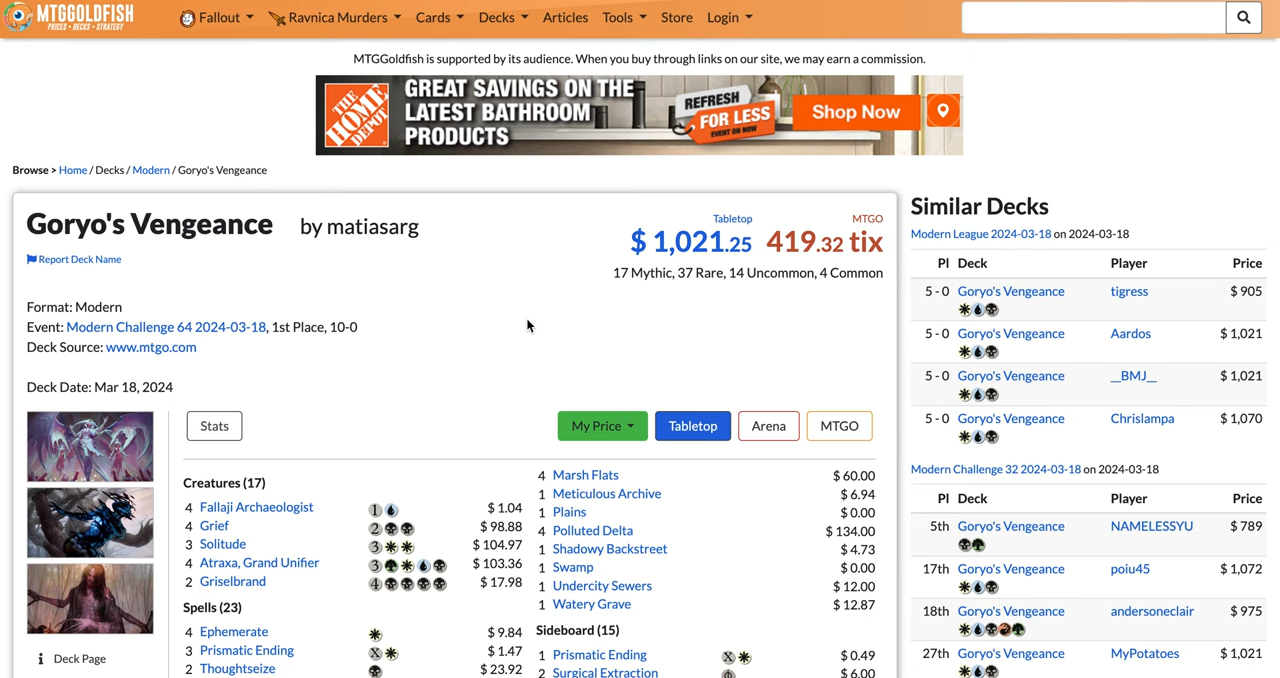 MTGGOLDFISH
PRICES • DECKS • STRATEGY
Fallout
Ravnica Murders
Cards
Decks
Articles
Tools
Store
Login
MTGGoldfish is supported by its audience. When you buy through links on our site, we may earn a commission.
THE HOME DEPOT
GREAT SAVINGS ON THE
LATEST BATHROOM
PRODUCTS
REFRESH
FOR LESS
EVENT ON NOW
Shop Now
Browse > Home / Decks / Modern / Goryo's Vengeance
Goryo's Vengeance by matiasarg
Report Deck Name
Tabletop MTGO
$ 1,021.25 419.32 tix
17 Mythic, 37 Rare, 14 Uncommon, 4 Common
Format: Modern
Event: Modern Challenge 64 2024-03-18, 1st Place, 10-0
Deck Source: www.mtgo.com
Deck Date: Mar 18, 2024
Stats
My Price
Tabletop
Arena
MTGO
Deck Page
Creatures (17)
4 Fallaji Archaeologist 1 $ 1.04
4 Grief 2 $ 98.88
3 Solitude 3 $ 104.97
4 Atraxa, Grand Unifier 3 $ 103.36
2 Griselbrand 4 $ 17.98
Spells (23)
4 Ephemerate $ 9.84
3 Prismatic Ending X $ 1.47
2 Thoughtseize $ 23.92
4 Marsh Flats $ 60.00
1 Meticulous Archive $ 6.94
1 Plains $ 0.00
4 Polluted Delta $ 134.00
1 Shadowy Backstreet $ 4.73
1 Swamp $ 0.00
1 Undercity Sewers $ 12.00
1 Watery Grave $ 12.87
Sideboard (15)
1 Prismatic Ending X $ 0.49
2 Surgical Extraction $ 6.00
Similar Decks
Modern League 2024-03-18 on 2024-03-18
Pl Deck Player Price
5 - 0 Goryo's Vengeance tigress $ 905
5 - 0 Goryo's Vengeance Aardos $ 1,021
5 - 0 Goryo's Vengeance __BMJ__ $ 1,021
5 - 0 Goryo's Vengeance Chrislampa $ 1,070
Modern Challenge 32 2024-03-18 on 2024-03-18
Pl Deck Player Price
5th Goryo's Vengeance NAMELESSYU $ 789
17th Goryo's Vengeance poiu45 $ 1,072
18th Goryo's Vengeance andersoneclair $ 975
27th Goryo's Vengeance MyPotatoes $ 1,021